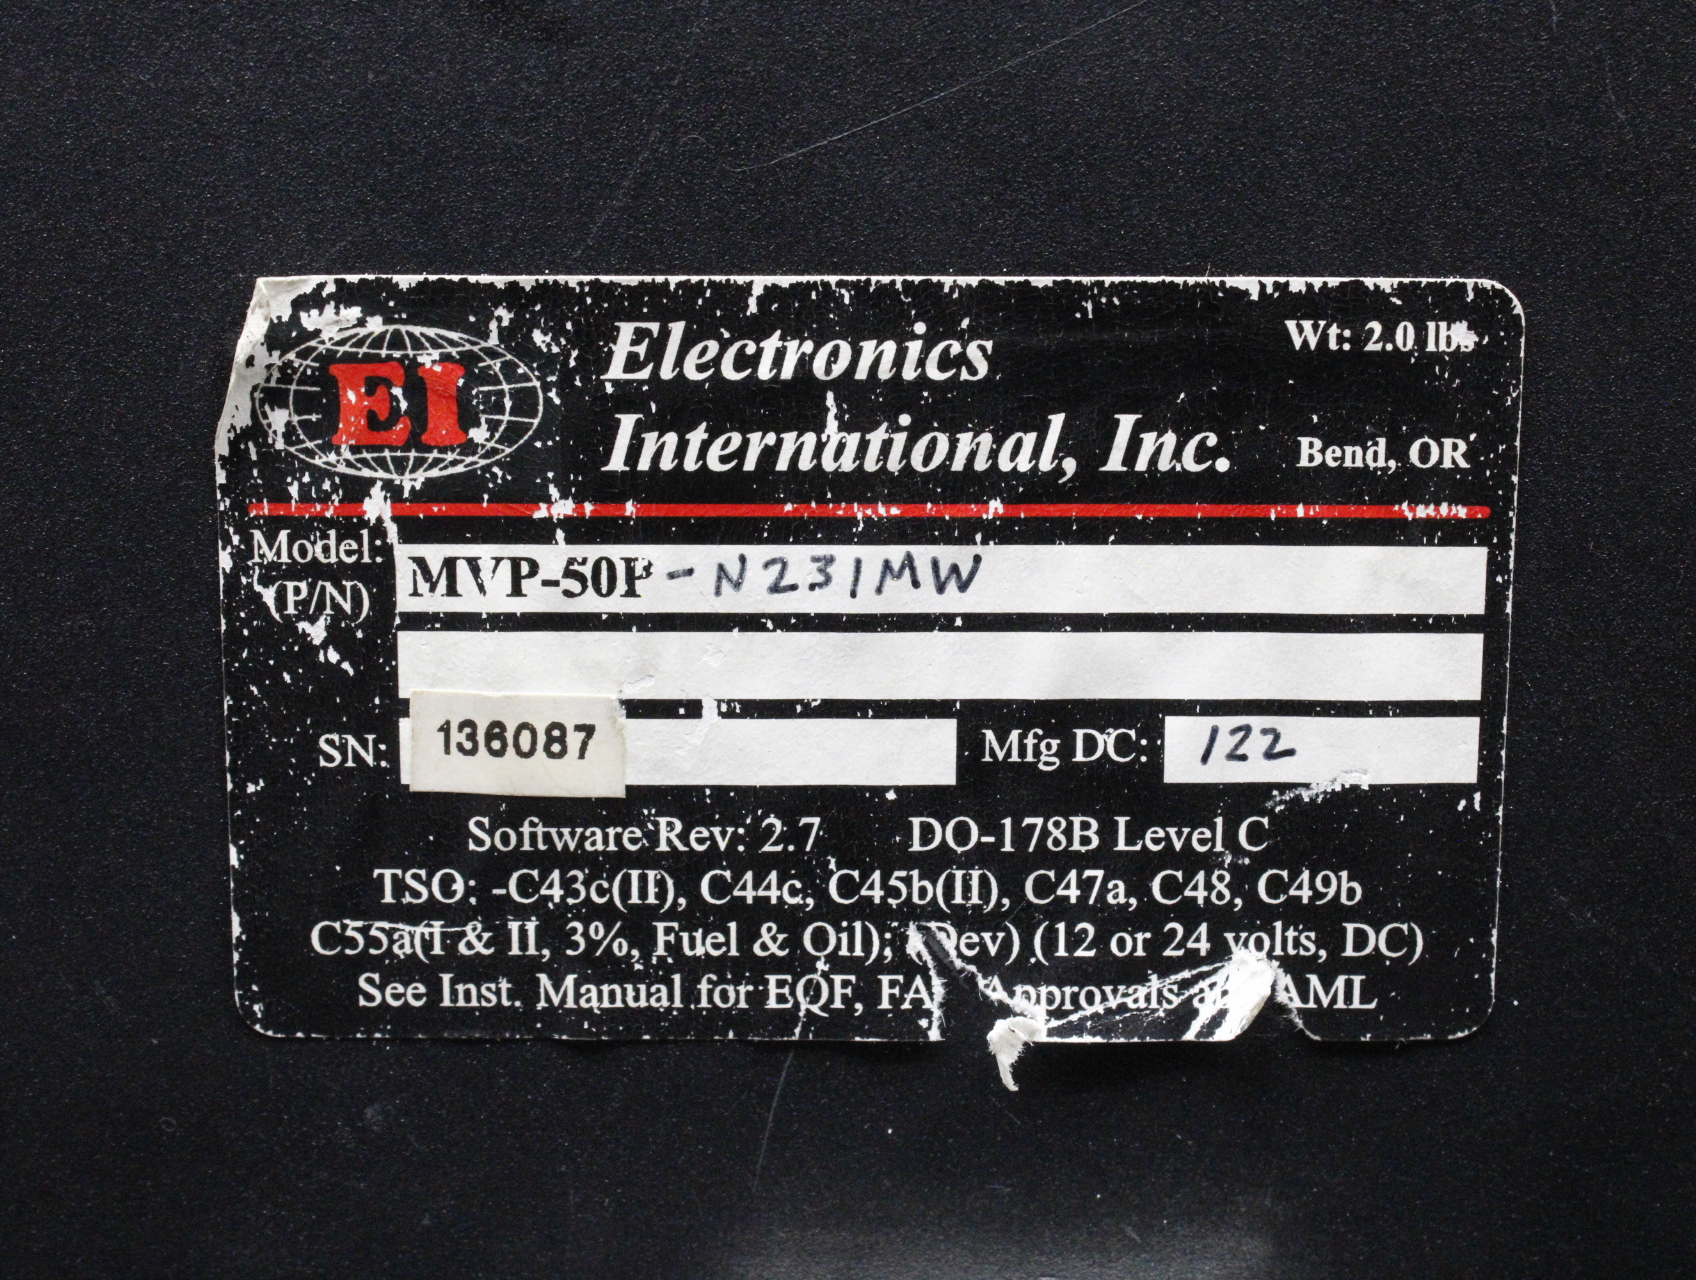 EI
Electronics
International, Inc.
Wt: 2.0 lbs
Bend, OR
Model:
(P/N)
MVP-50P-N231MW
SN: 136087
Mfg DC: 122
Software Rev: 2.7 DO-178B Level C
TSO: -C43c(II), C44c, C45b(II), C47a, C48, C49b
C55a(I & II, 3%, Fuel & Oil); Dev) (12 or 24 volts, DC)
See Inst. Manual for EQF, Approvals AML